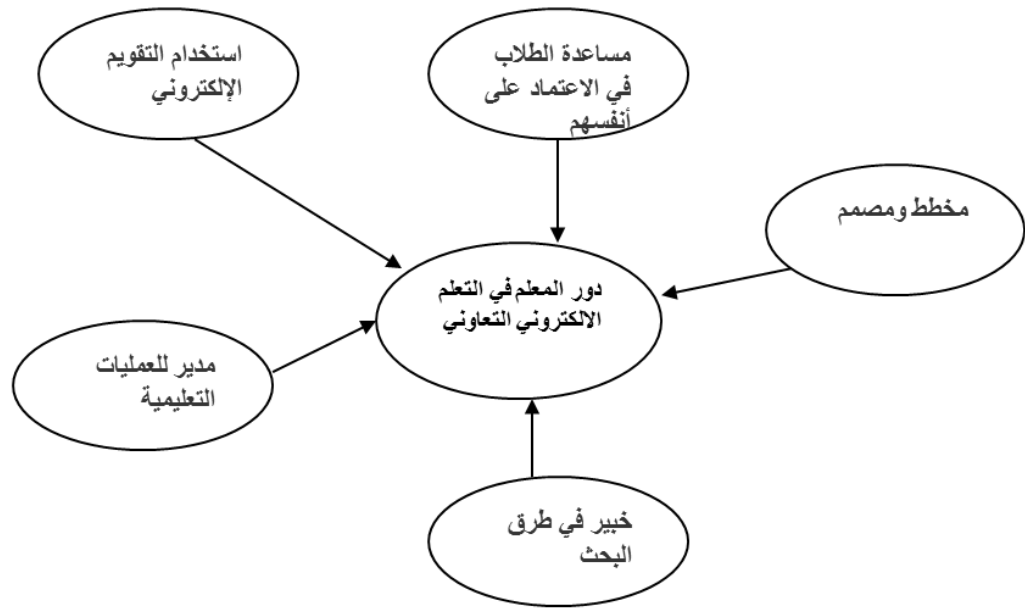 مساعدة الطلاب
في الاعتماد على
أنفسهم
استخدام التقويم
الإلكتروني
مخطط ومصمم
دور المعلم في التعلم
الالكتروني التعاوني
مدير للعمليات
التعليمية
خبير في طرق
البحث